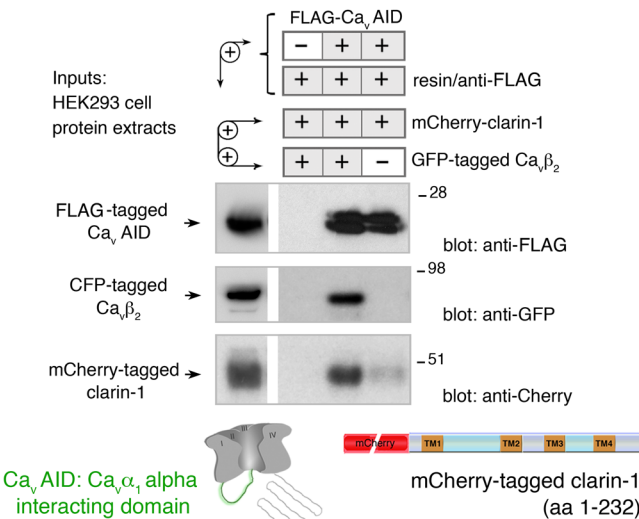 FLAG-Cav AID
− + +
+ + + resin/anti-FLAG
Inputs:
HEK293 cell
protein extracts
+
+ + + mCherry-clarin-1
+
+
+ + − GFP-tagged Cavβ2
FLAG-tagged
Cav AID
28
blot: anti-FLAG
CFP-tagged
Cavβ2
98
blot: anti-GFP
mCherry-tagged
clarin-1
51
blot: anti-Cherry
I II III IV
mCherry TM1 TM2 TM3 TM4
Cav AID: Cavα1 alpha
interacting domain
mCherry-tagged clarin-1
(aa 1-232)